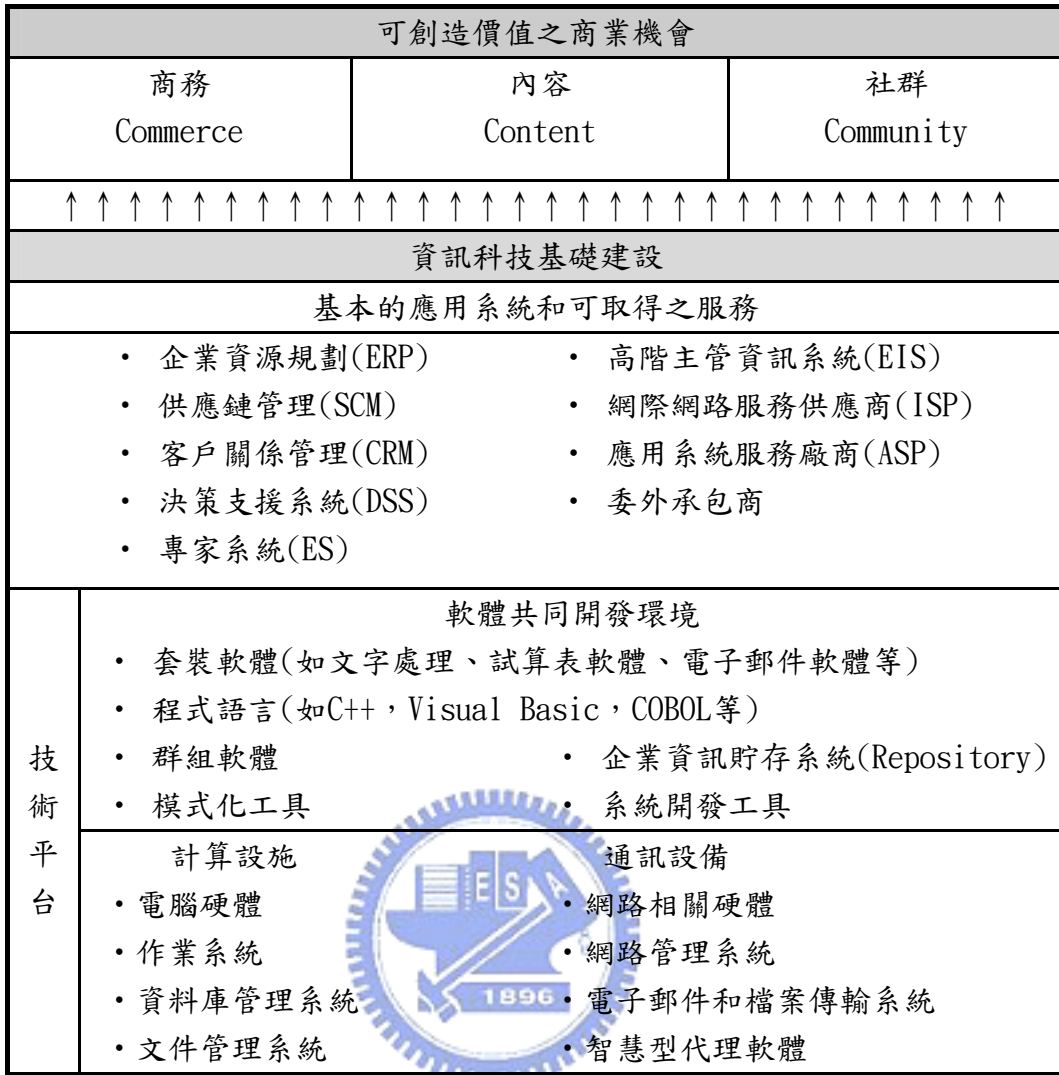 可創造價值之商業機會
商務 內容 社群
Commerce Content Community
↑ ↑ ↑ ↑ ↑ ↑ ↑ ↑ ↑ ↑ ↑ ↑ ↑ ↑ ↑ ↑ ↑ ↑ ↑ ↑ ↑ ↑ ↑ ↑ ↑ ↑ ↑ ↑ ↑ ↑
資訊科技基礎建設
基本的應用系統和可取得之服務
• 企業資源規劃(ERP) • 高階主管資訊系統(EIS)
• 供應鏈管理(SCM) • 網際網路服務供應商(ISP)
• 客戶關係管理(CRM) • 應用系統服務廠商(ASP)
• 決策支援系統(DSS) • 委外承包商
• 專家系統(ES)
技術平台
軟體共同開發環境
• 套裝軟體(如文字處理、試算表軟體、電子郵件軟體等)
• 程式語言(如C++，Visual Basic，COBOL等)
• 群組軟體 • 企業資訊貯存系統(Repository)
• 模式化工具 • 系統開發工具
計算設施 通訊設備
•電腦硬體 •網路相關硬體
•作業系統 •網路管理系統
•資料庫管理系統 •電子郵件和檔案傳輸系統
•文件管理系統 •智慧型代理軟體
E S A
1896